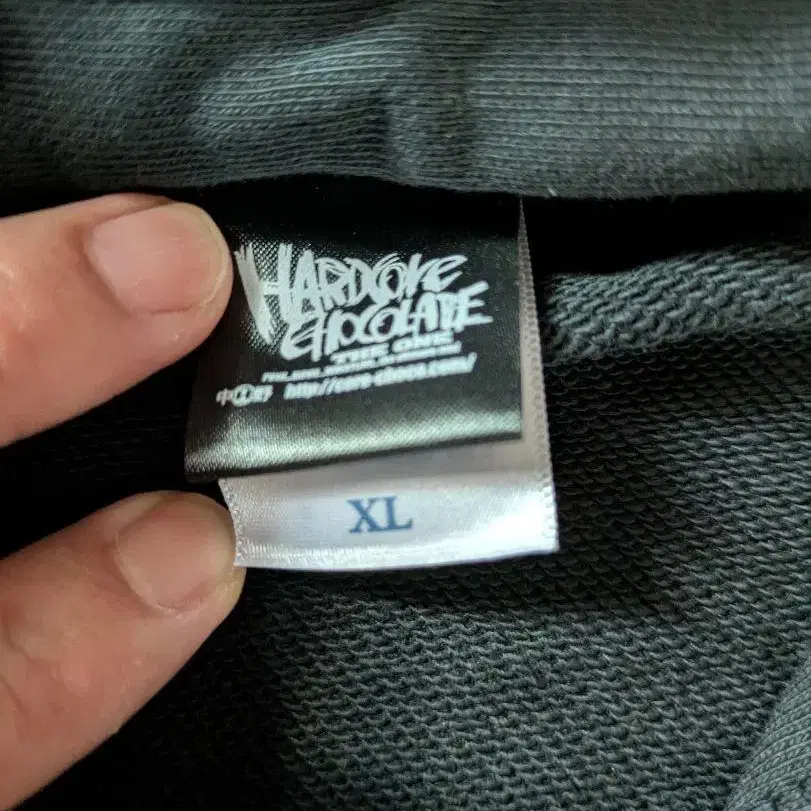 HARDCORE
CHOCOLATE
THE ONE
http://core-choco.com/
XL